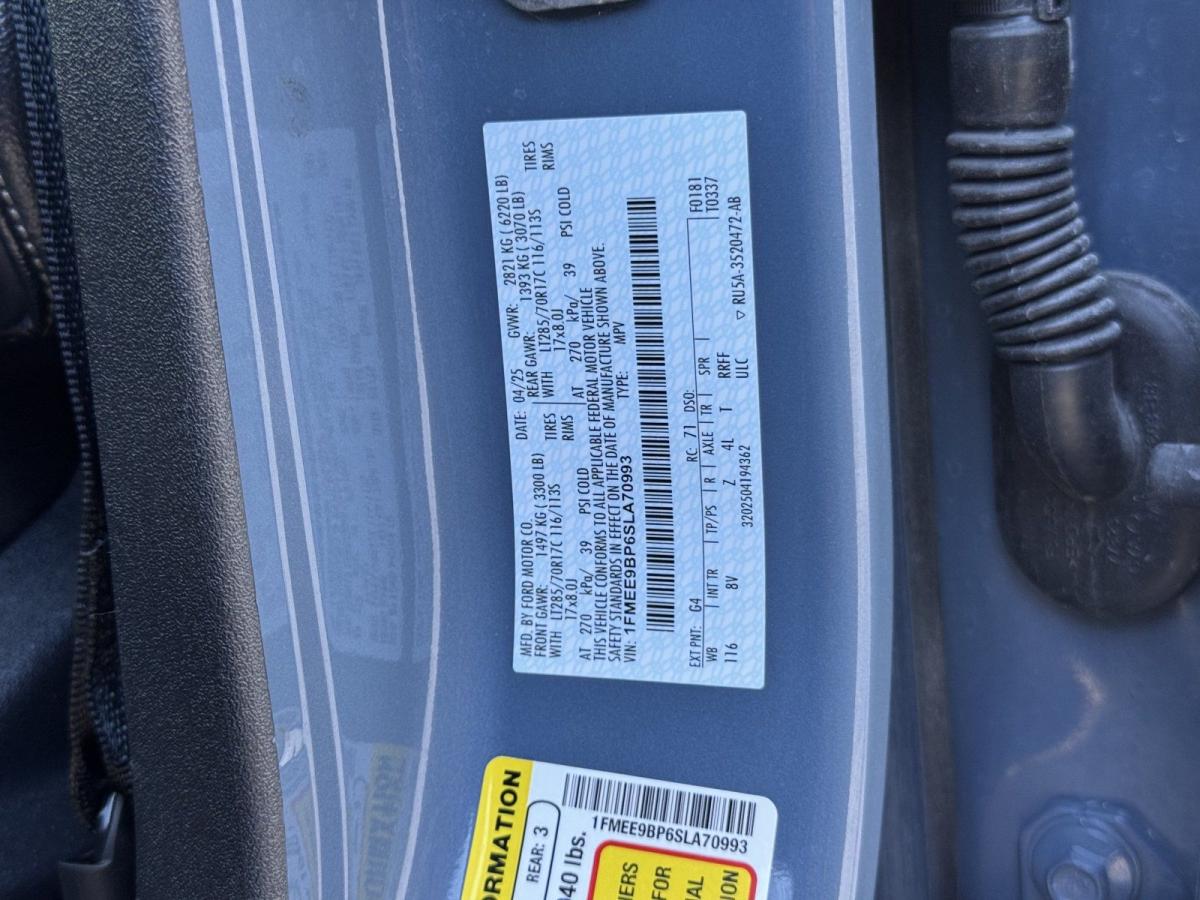 MFD. BY FORD MOTOR CO. DATE: 04/25 GVWR: 2821 KG ( 6220 LB)
FRONT GAWR: 1497 KG ( 3300 LB) REAR GAWR: 1393 KG ( 3070 LB)
WITH LT285/70R17C 116/113S TIRES WITH LT285/70R17C 116/113S TIRES
17x8.0J RIMS 17x8.0J RIMS
AT 270 kPa/ 39 PSI COLD AT 270 kPa/ 39 PSI COLD
THIS VEHICLE CONFORMS TO ALL APPLICABLE FEDERAL MOTOR VEHICLE
SAFETY STANDARDS IN EFFECT ON THE DATE OF MANUFACTURE SHOWN ABOVE.
VIN: 1FMEE9BP6SLA70993 TYPE: MPV
EXT PNT: G4 RC: 71 DSO: F0181
WB INT TR TP/PS R AXLE TR SPR T0337
116 8V Z 4L T RRFF
3202504194362 ULC ▽ RU5A-3520472-AB
ORMATION
REAR: 3
040 lbs.
1FMEE9BP6SLA70993
FOR